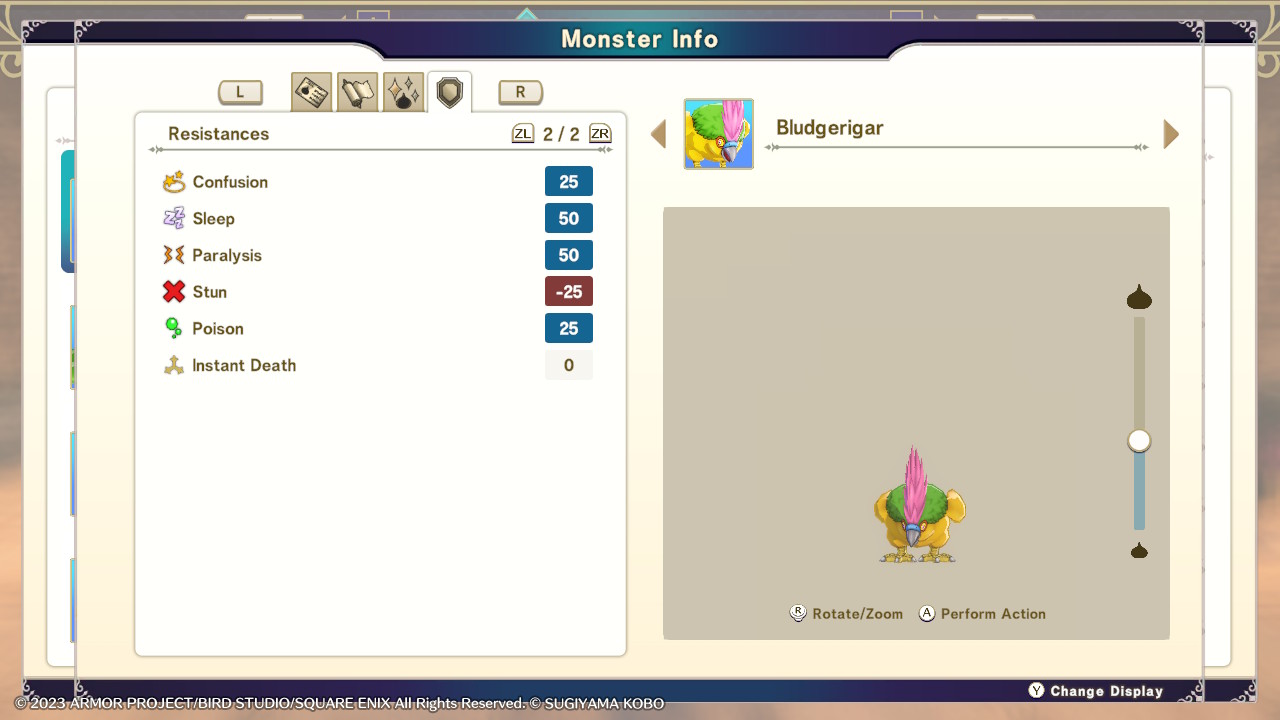 Monster Info
L
R
Resistances
ZL 2 / 2 ZR
Confusion 25
Sleep 50
Paralysis 50
Stun -25
Poison 25
Instant Death 0
Bludgerigar
R Rotate/Zoom A Perform Action
Y Change Display
© 2023 ARMOR PROJECT/BIRD STUDIO/SQUARE ENIX All Rights Reserved. © SUGIYAMA KOBO